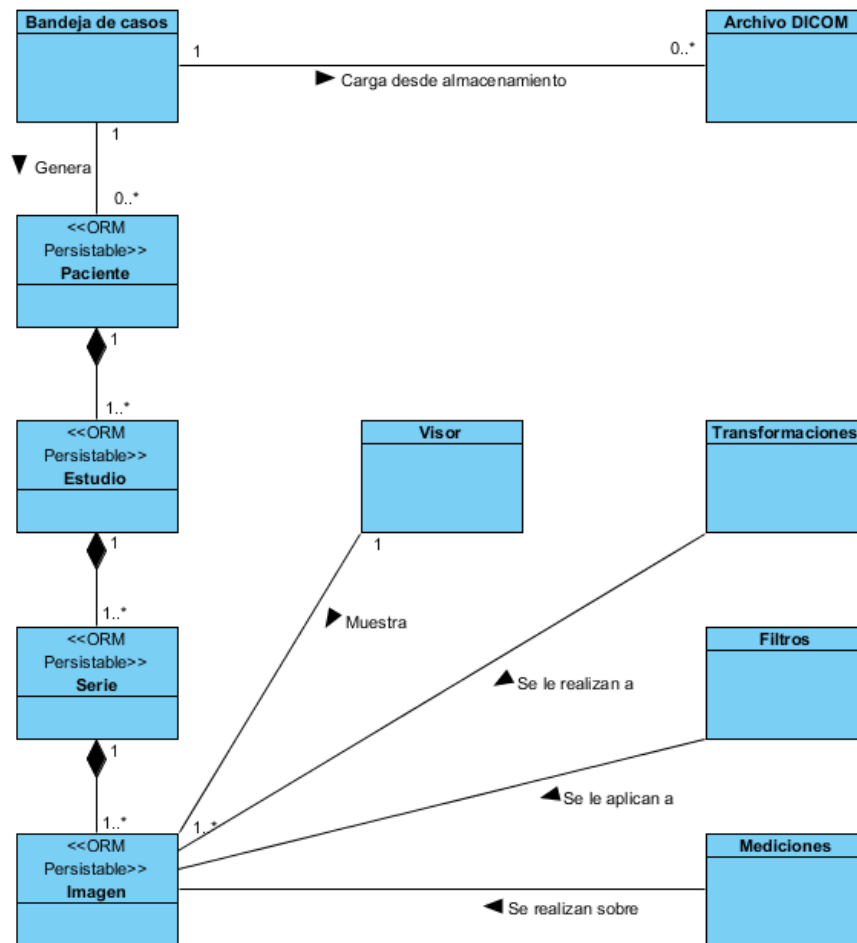 Bandeja de casos
Archivo DICOM
1
0..*
Carga desde almacenamiento
1
Genera
0..*
<<ORM
Persistable>>
Paciente
1
1..*
<<ORM
Persistable>>
Estudio
Visor
Transformaciones
1
1
Muestra
1..*
<<ORM
Persistable>>
Serie
Filtros
Se le realizan a
1
Se le aplican a
1..*
1..*
<<ORM
Persistable>>
Imagen
Mediciones
Se realizan sobre